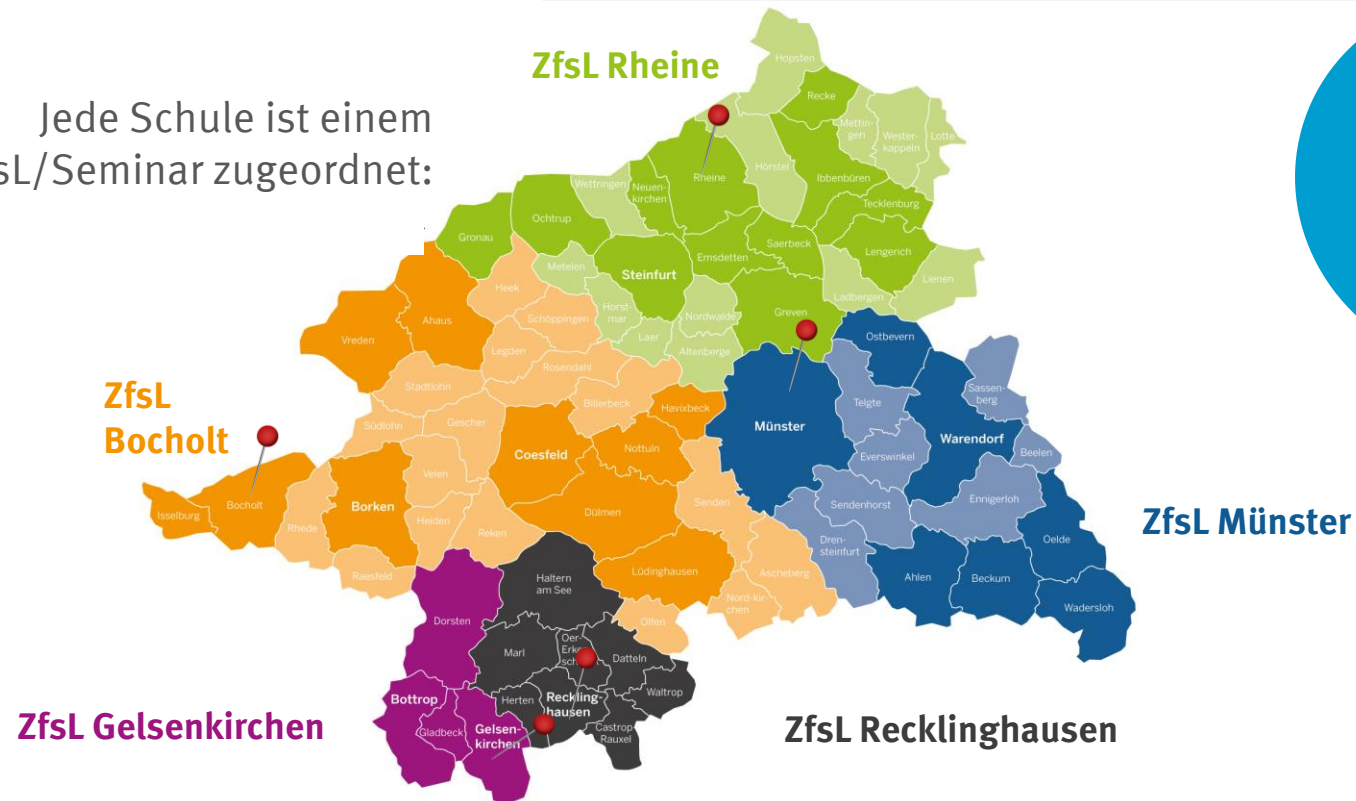 ZfsL Rheine
Jede Schule ist einem
sL/Seminar zugeordnet:
Hopsten
Recke
Mettin-
gen
Wester-
kappeln
Lotte
Hörstel
Ibbenbüren
Rheine
Wettringen
Neuen-
kirchen
Tecklenburg
Ochtrup
Gronau
Emsdetten
Saerbeck
Lengerich
Metelen
Steinfurt
Lienen
Ladbergen
Heek
Horst-
mar
Nordwalde
Greven
Ahaus
Schöppingen
Laer
Altenberge
Ostbevern
Vreden
Legden
Rosendahl
Stadtlohn
Billerbeck
Havixbeck
Telgte
Sassen-
berg
ZfsL
Bocholt
Südlohn
Gescher
Münster
Warendorf
Coesfeld
Nottuln
Everswinkel
Beelen
Velen
Ennigerloh
Isselburg
Bocholt
Rhede
Borken
Heiden
Reken
Dülmen
Senden
Sendenhorst
ZfsL Münster
Raesfeld
Dren-
steinfurt
Oelde
Lüdinghausen
Ascheberg
Ahlen
Beckum
Haltern
am See
Nord-kir-
chen
Wadersloh
Dorsten
Olfen
Marl
Oer-
Erke
sch
Datteln
Waltrop
Bottrop
Herten
Reckling-
hausen
ZfsL Gelsenkirchen
Gladbeck
Gelsen-
kirchen
Castrop-
Rauxel
ZfsL Recklinghausen